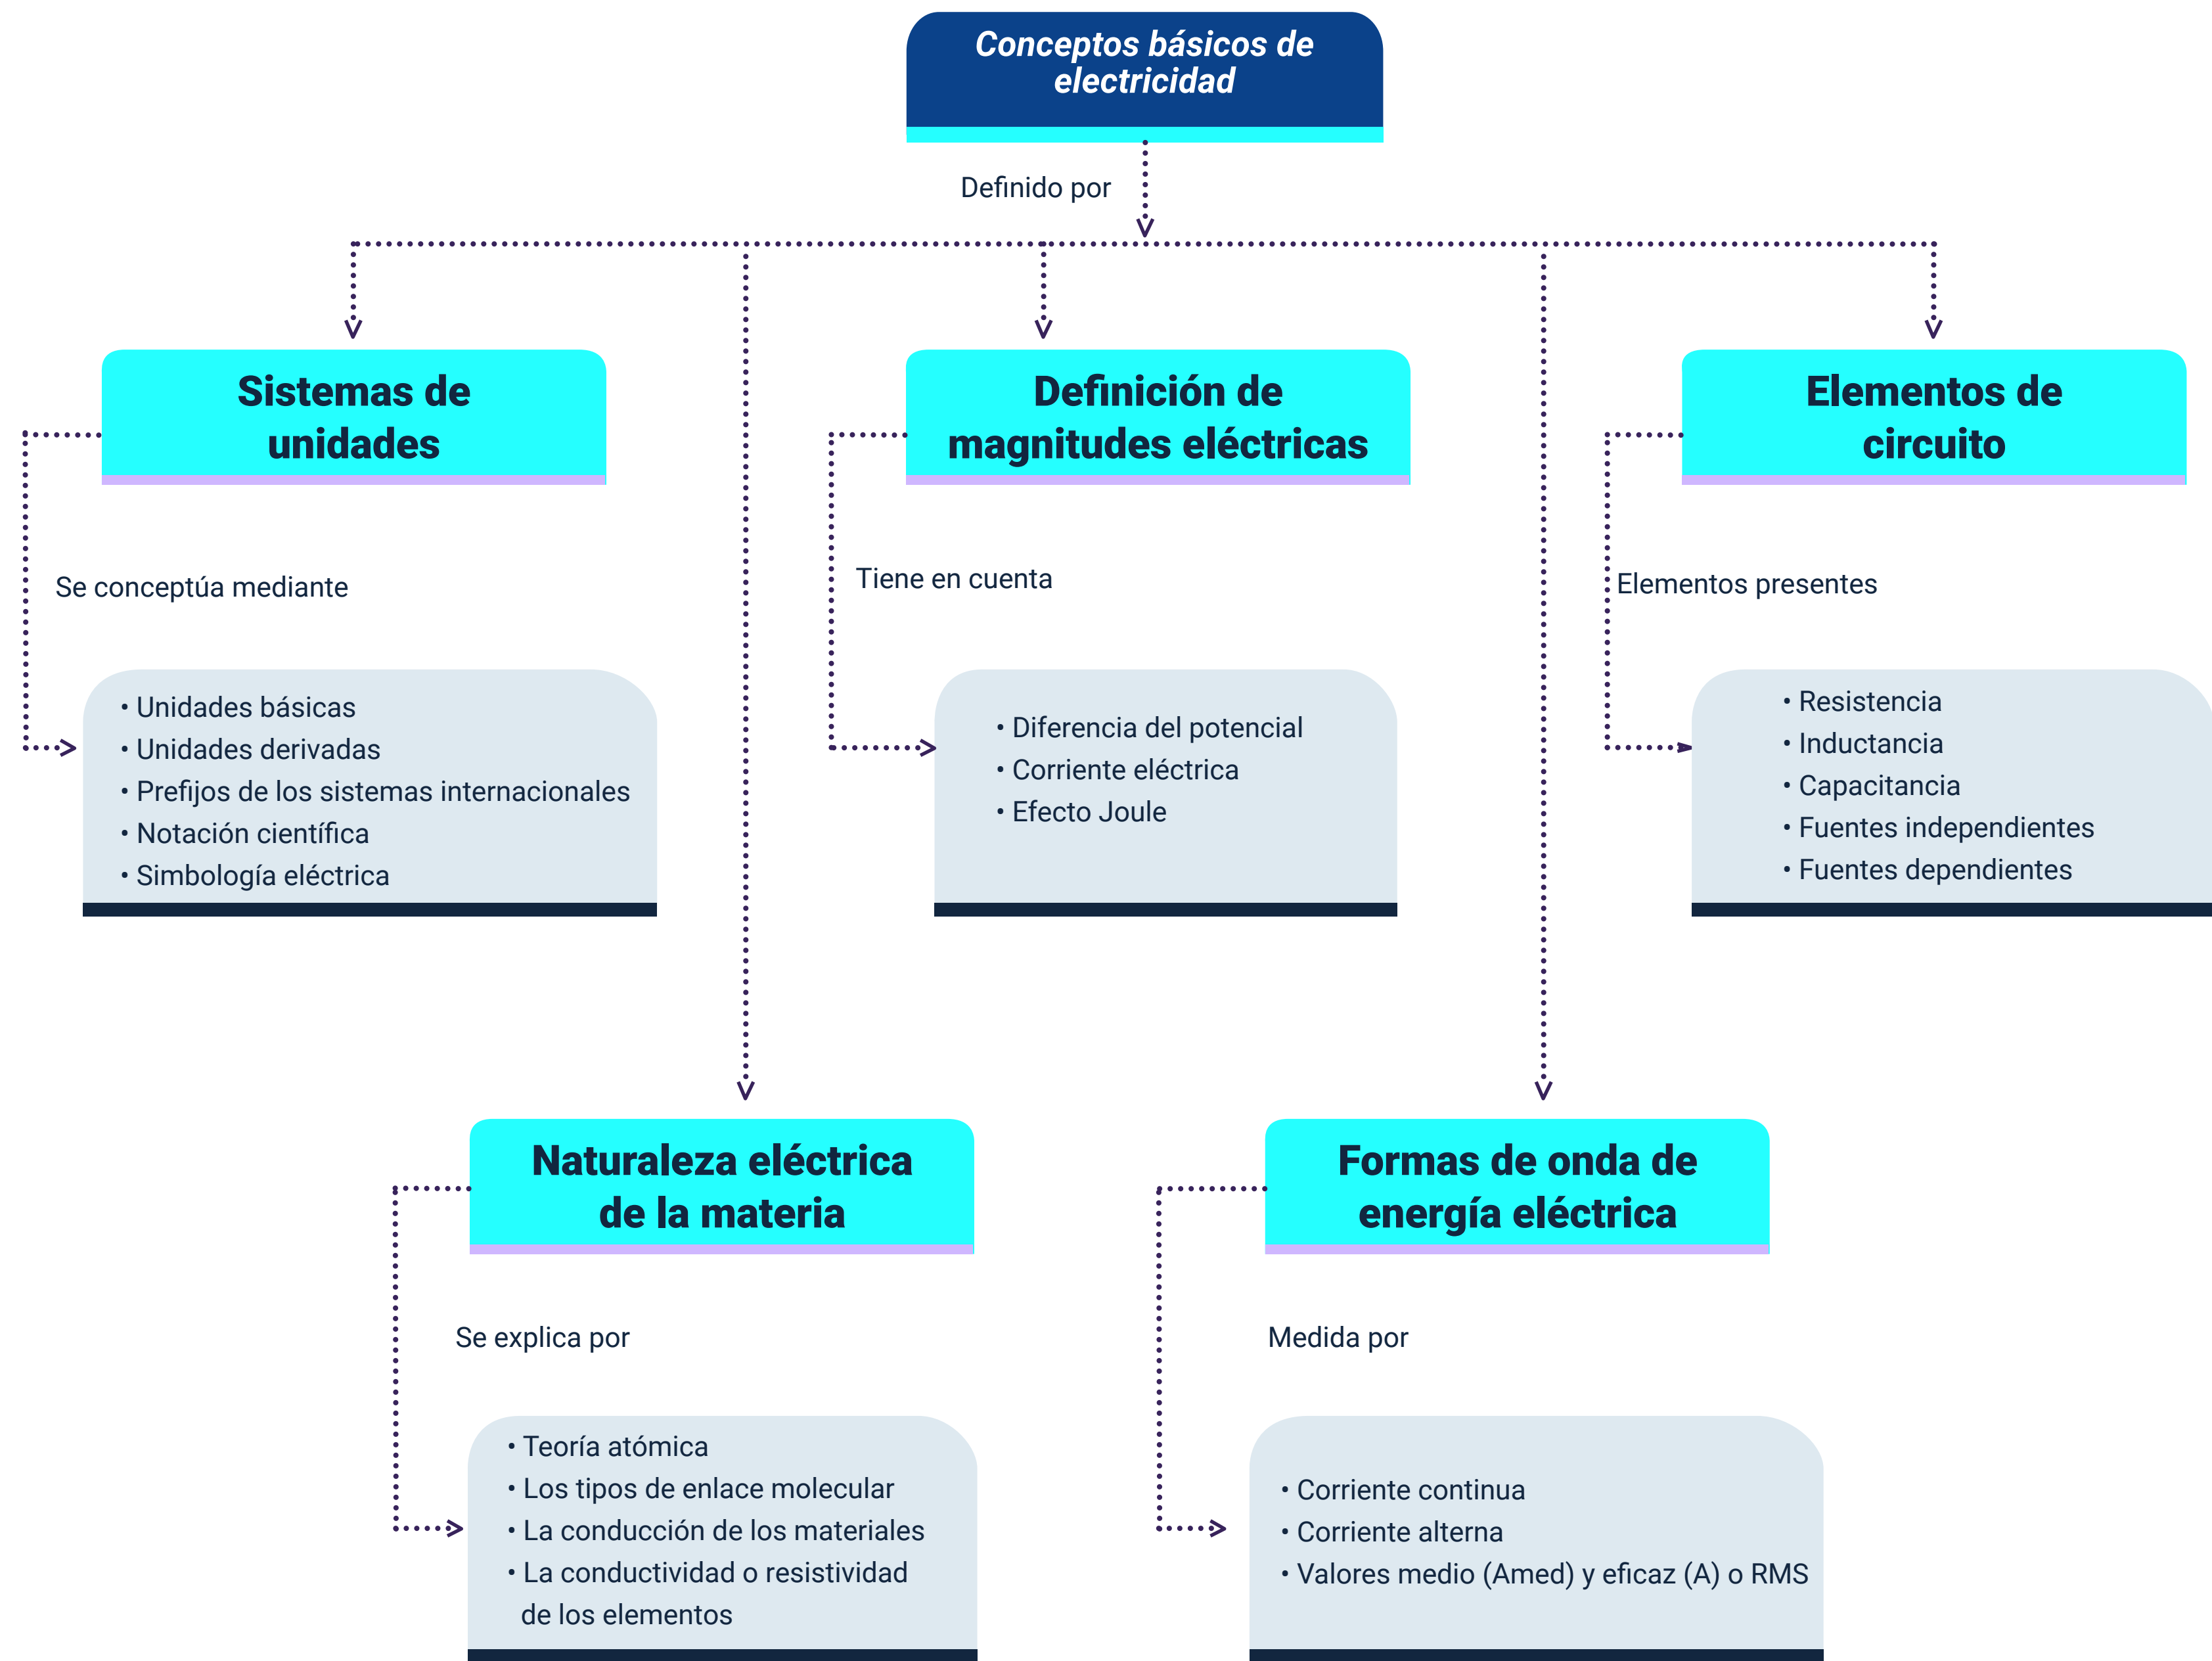 Conceptos básicos de
electricidad
Definido por
Sistemas de
unidades
Se conceptúa mediante
• Unidades básicas
• Unidades derivadas
• Prefijos de los sistemas internacionales
• Notación científica
• Simbología eléctrica
Definición de
magnitudes eléctricas
Tiene en cuenta
• Diferencia del potencial
• Corriente eléctrica
• Efecto Joule
Elementos de
circuito
Elementos presentes
• Resistencia
• Inductancia
• Capacitancia
• Fuentes independientes
• Fuentes dependientes
Naturaleza eléctrica
de la materia
Se explica por
• Teoría atómica
• Los tipos de enlace molecular
• La conducción de los materiales
• La conductividad o resistividad
de los elementos
Formas de onda de
energía eléctrica
Medida por
• Corriente continua
• Corriente alterna
• Valores medio (Amed) y eficaz (A) o RMS